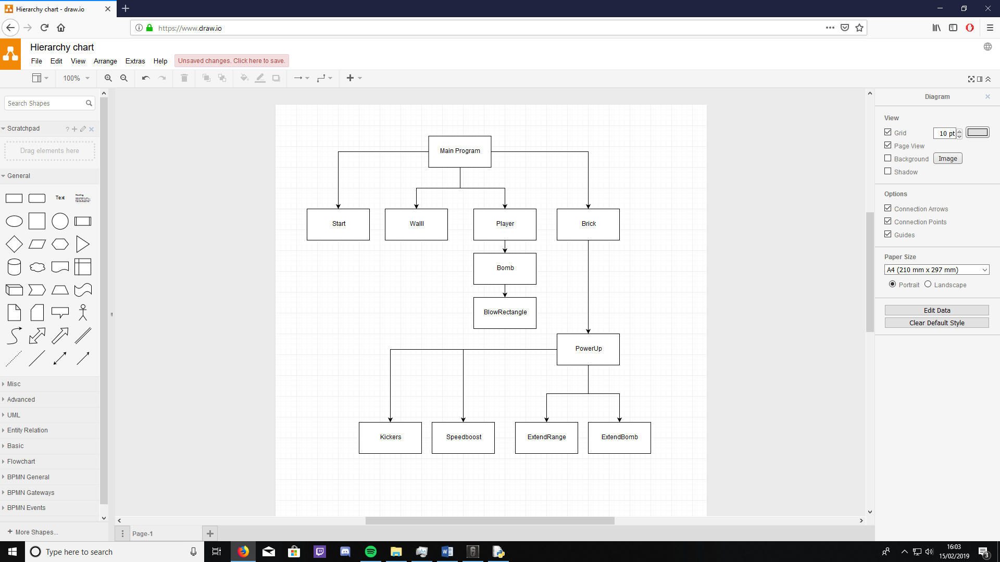 Hierarchy chart - draw.io
https://www.draw.io
Hierarchy chart
File Edit View Arrange Extras Help Unsaved changes. Click here to save.
100%
Search Shapes
Scratchpad
?
Drag elements here
General
Text
Heading
Misc
Advanced
UML
Entity Relation
Basic
Flowchart
BPMN General
BPMN Gateways
BPMN Events
+ More Shapes...
Main Program
Start Walll Player Brick
Bomb
BlowRectangle
PowerUp
Kickers Speedboost ExtendRange ExtendBomb
Page-1
Diagram
View
Grid 10 pt
Page View
Background Image
Shadow
Options
Connection Arrows
Connection Points
Guides
Paper Size
A4 (210 mm x 297 mm)
Portrait Landscape
Edit Data
Clear Default Style
Type here to search
16:03
15/02/2019
3